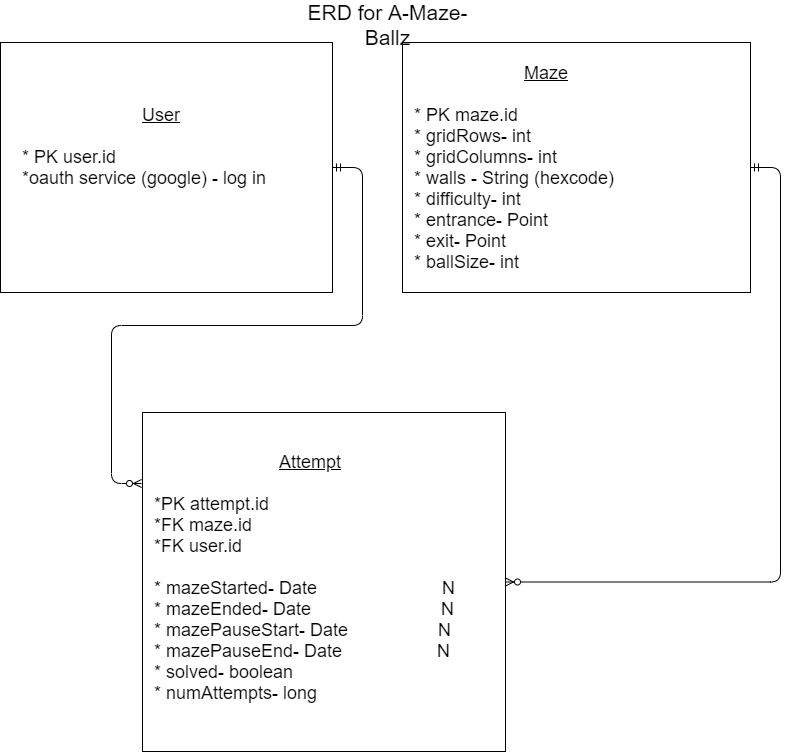 ERD for A-Maze-
Ballz
User
* PK user.id
*oauth service (google) - log in
Maze
* PK maze.id
* gridRows- int
* gridColumns- int
* walls - String (hexcode)
* difficulty- int
* entrance- Point
* exit- Point
* ballSize- int
Attempt
*PK attempt.id
*FK maze.id
*FK user.id
* mazeStarted- Date N
* mazeEnded- Date N
* mazePauseStart- Date N
* mazePauseEnd- Date N
* solved- boolean
* numAttempts- long